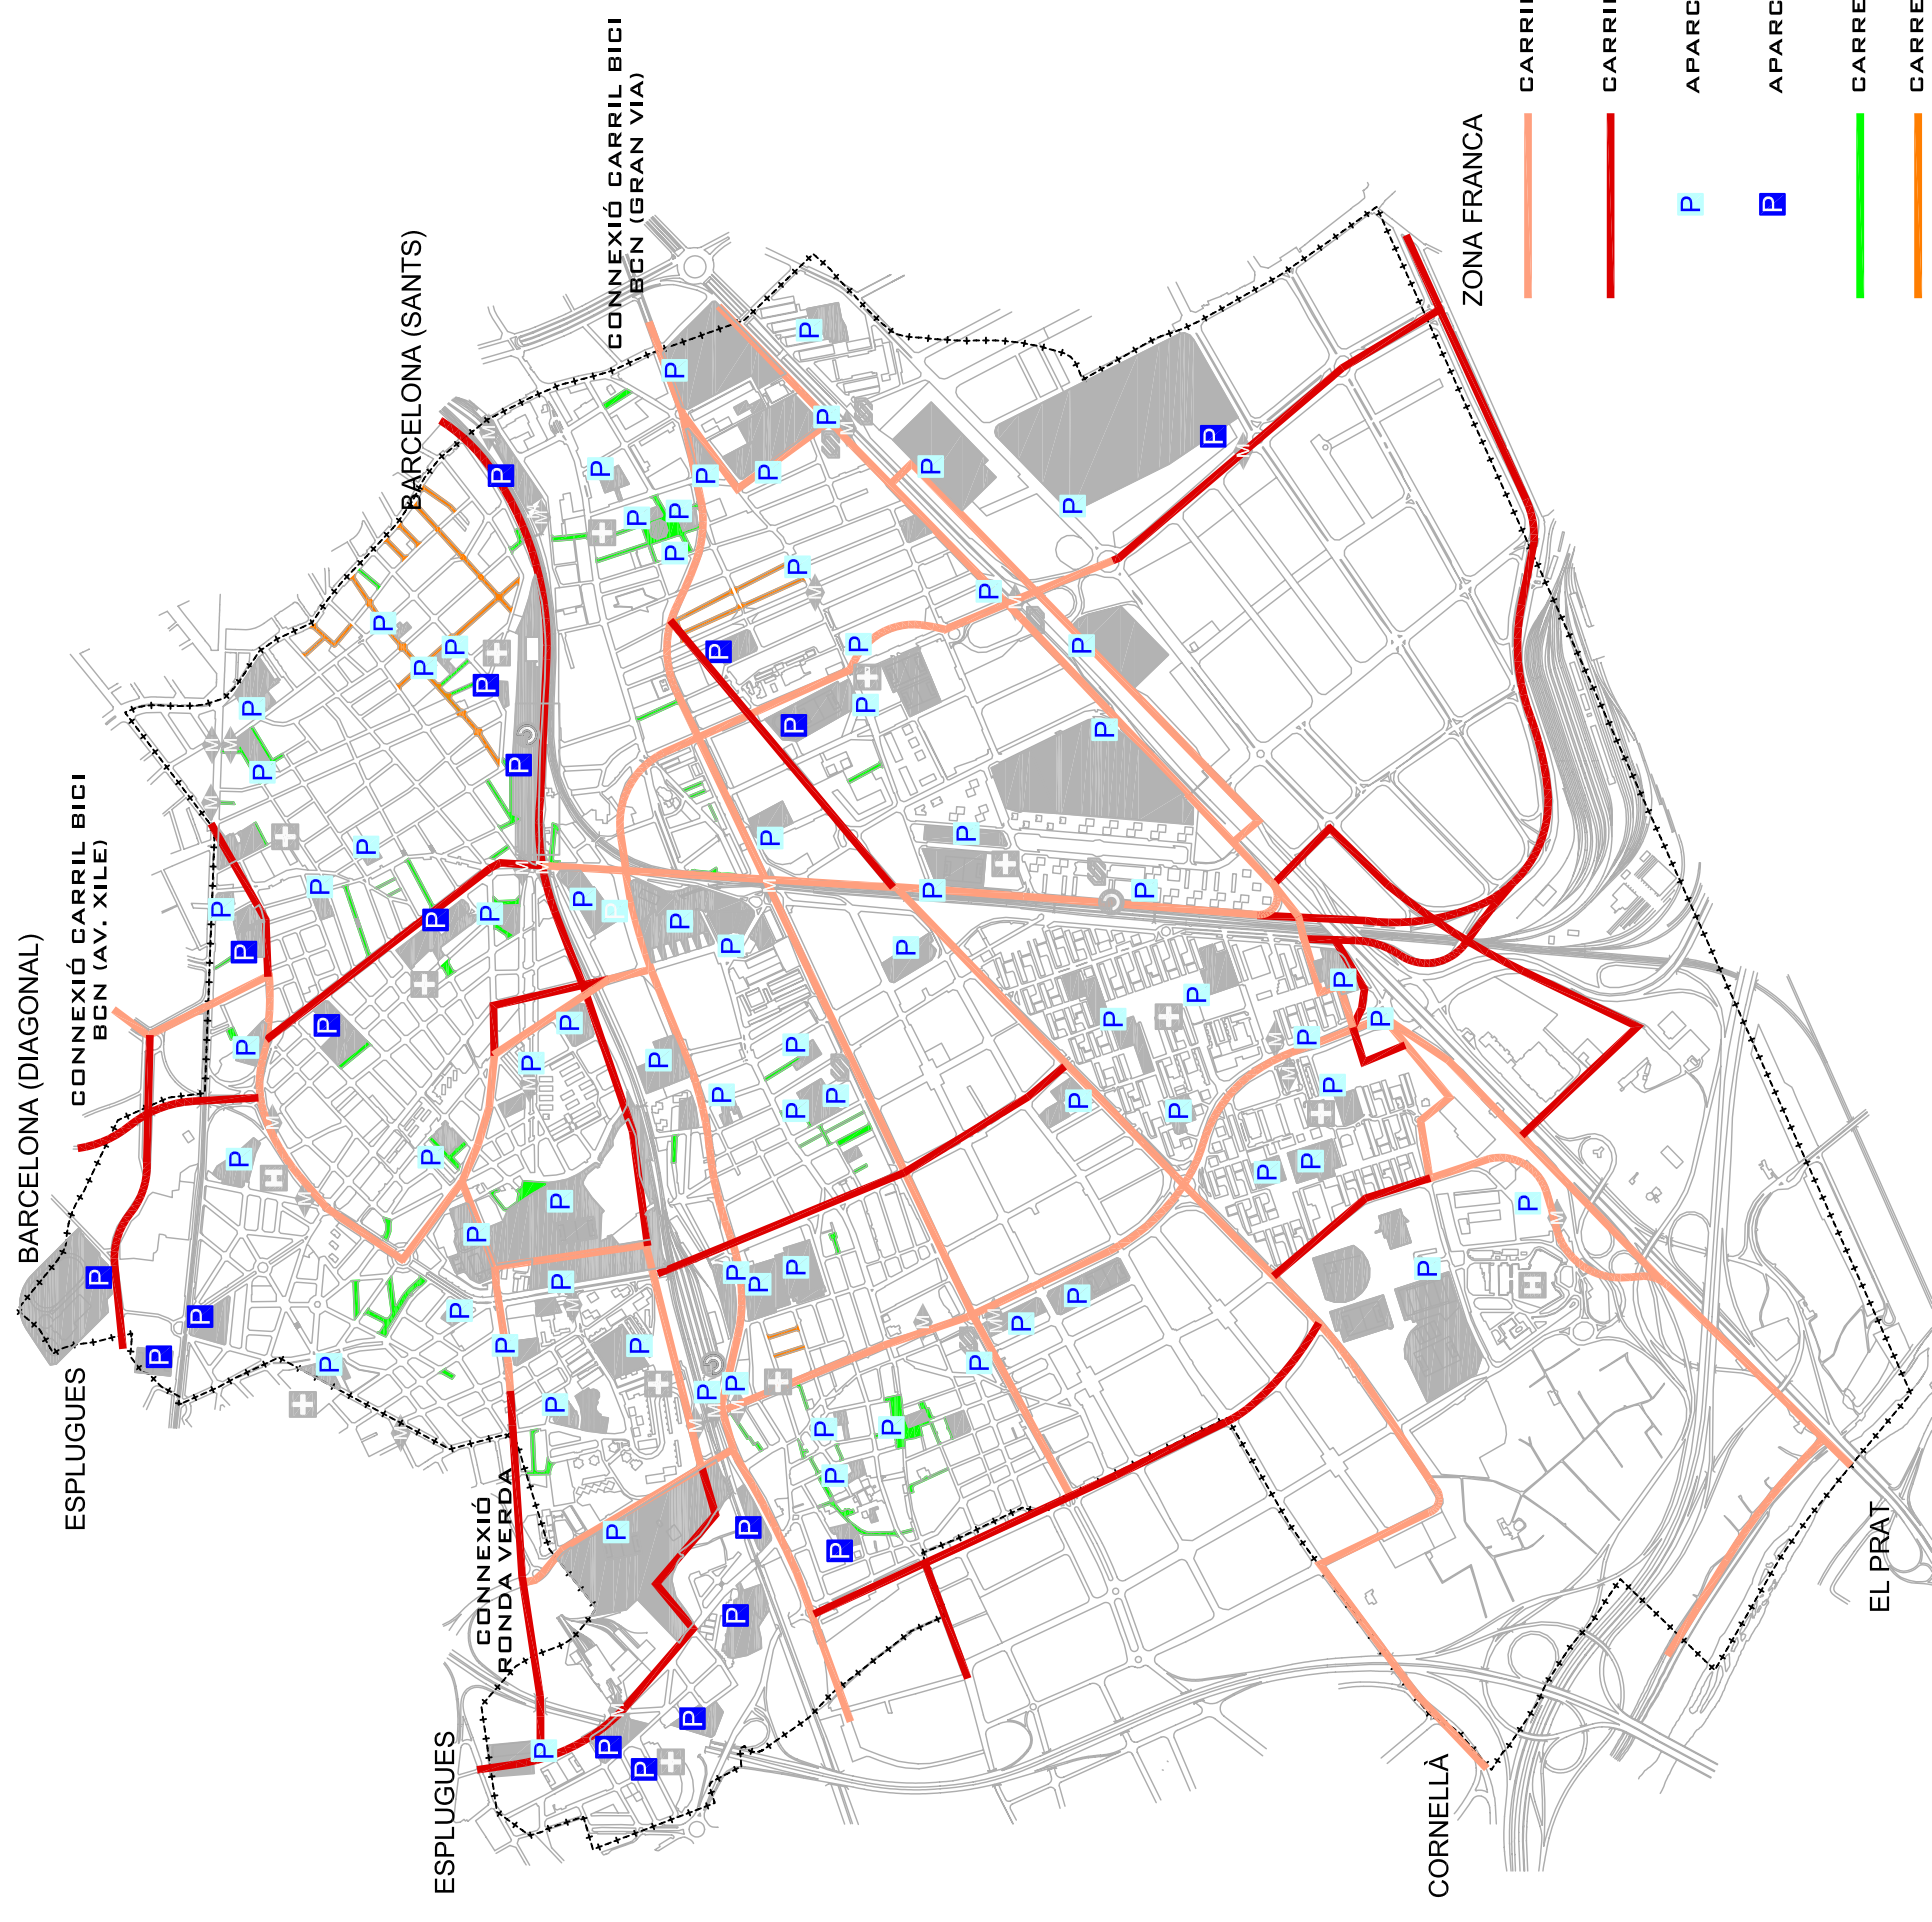 BARCELONA (DIAGONAL)
CONNEXIÓ CARRIL BICI
BCN (AV. XILE)
ESPLUGUES
BARCELONA (SANTS)
CONNEXIÓ CARRIL BICI
BCN (GRAN VIA)
CONNEXIÓ
RONDA VERDA
ESPLUGUES
ZONA FRANCA
CORNELLÀ
EL PRAT
CARRI
CARRI
P APARC
P APARC
CARRE
CARRE